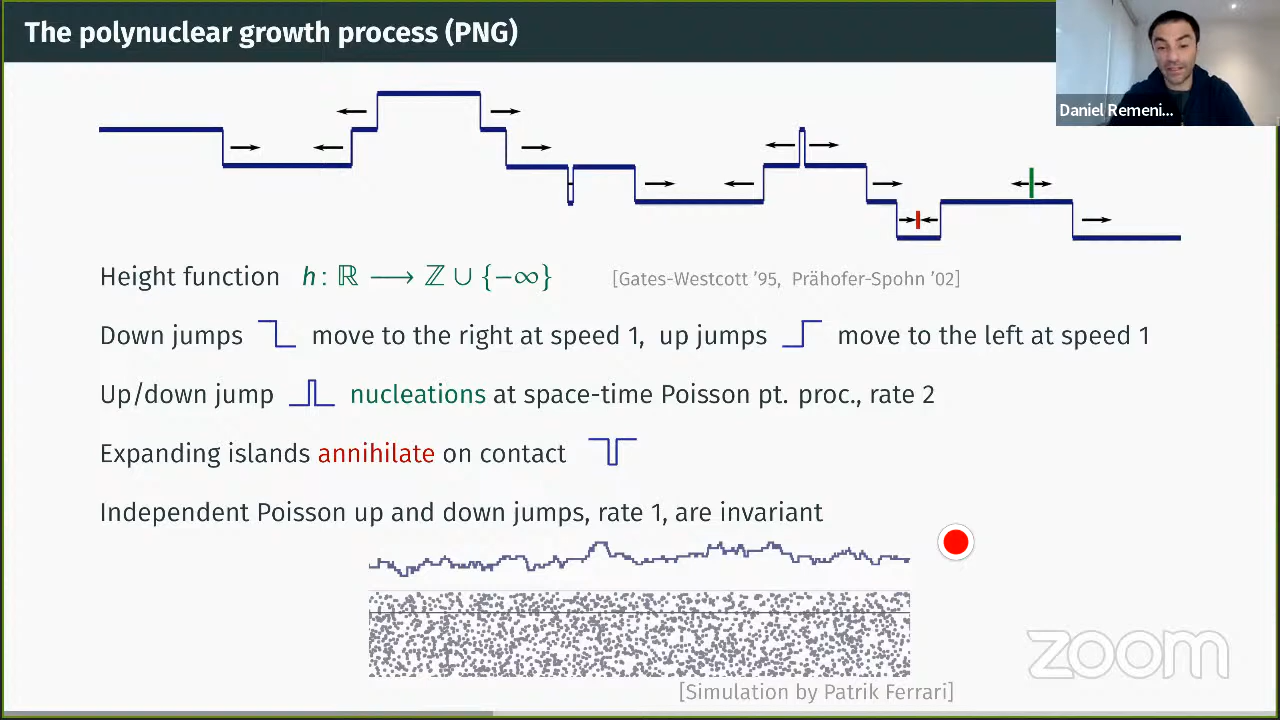 The polynuclear growth process (PNG)
Daniel Remeni...
Height function h: ℝ ⟶ ℤ ∪ {−∞} [Gates-Westcott ’95, Prähofer-Spohn ’02]
Down jumps move to the right at speed 1, up jumps move to the left at speed 1
Up/down jump nucleations at space-time Poisson pt. proc., rate 2
Expanding islands annihilate on contact
Independent Poisson up and down jumps, rate 1, are invariant
zoom
[Simulation by Patrik Ferrari]